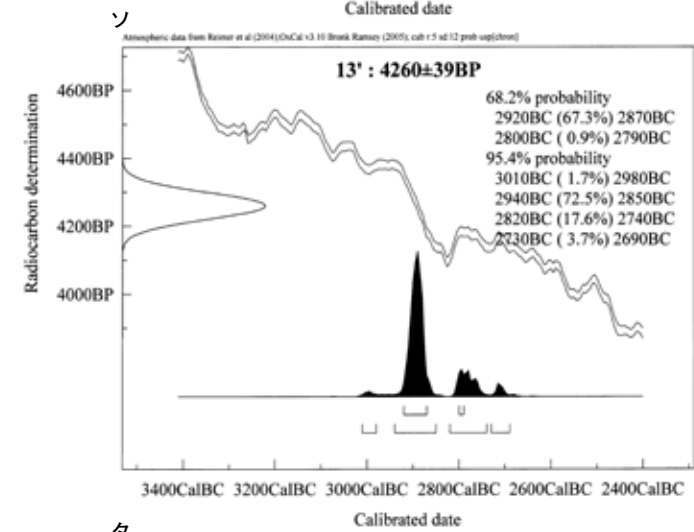 Calibrated date
ソ
Atmospheric data from Reimer et al (2004);OxCal v3.10 Bronk Ramsey (2005); cub r:5 sd:12 prob usp[chron]
13' : 4260±39BP
68.2% probability
2920BC (67.3%) 2870BC
2800BC ( 0.9%) 2790BC
95.4% probability
3010BC ( 1.7%) 2980BC
2940BC (72.5%) 2850BC
2820BC (17.6%) 2740BC
2730BC ( 3.7%) 2690BC
Radiocarbon determination
4600BP
4400BP
4200BP
4000BP
3400CalBC 3200CalBC 3000CalBC 2800CalBC 2600CalBC 2400CalBC
Calibrated date